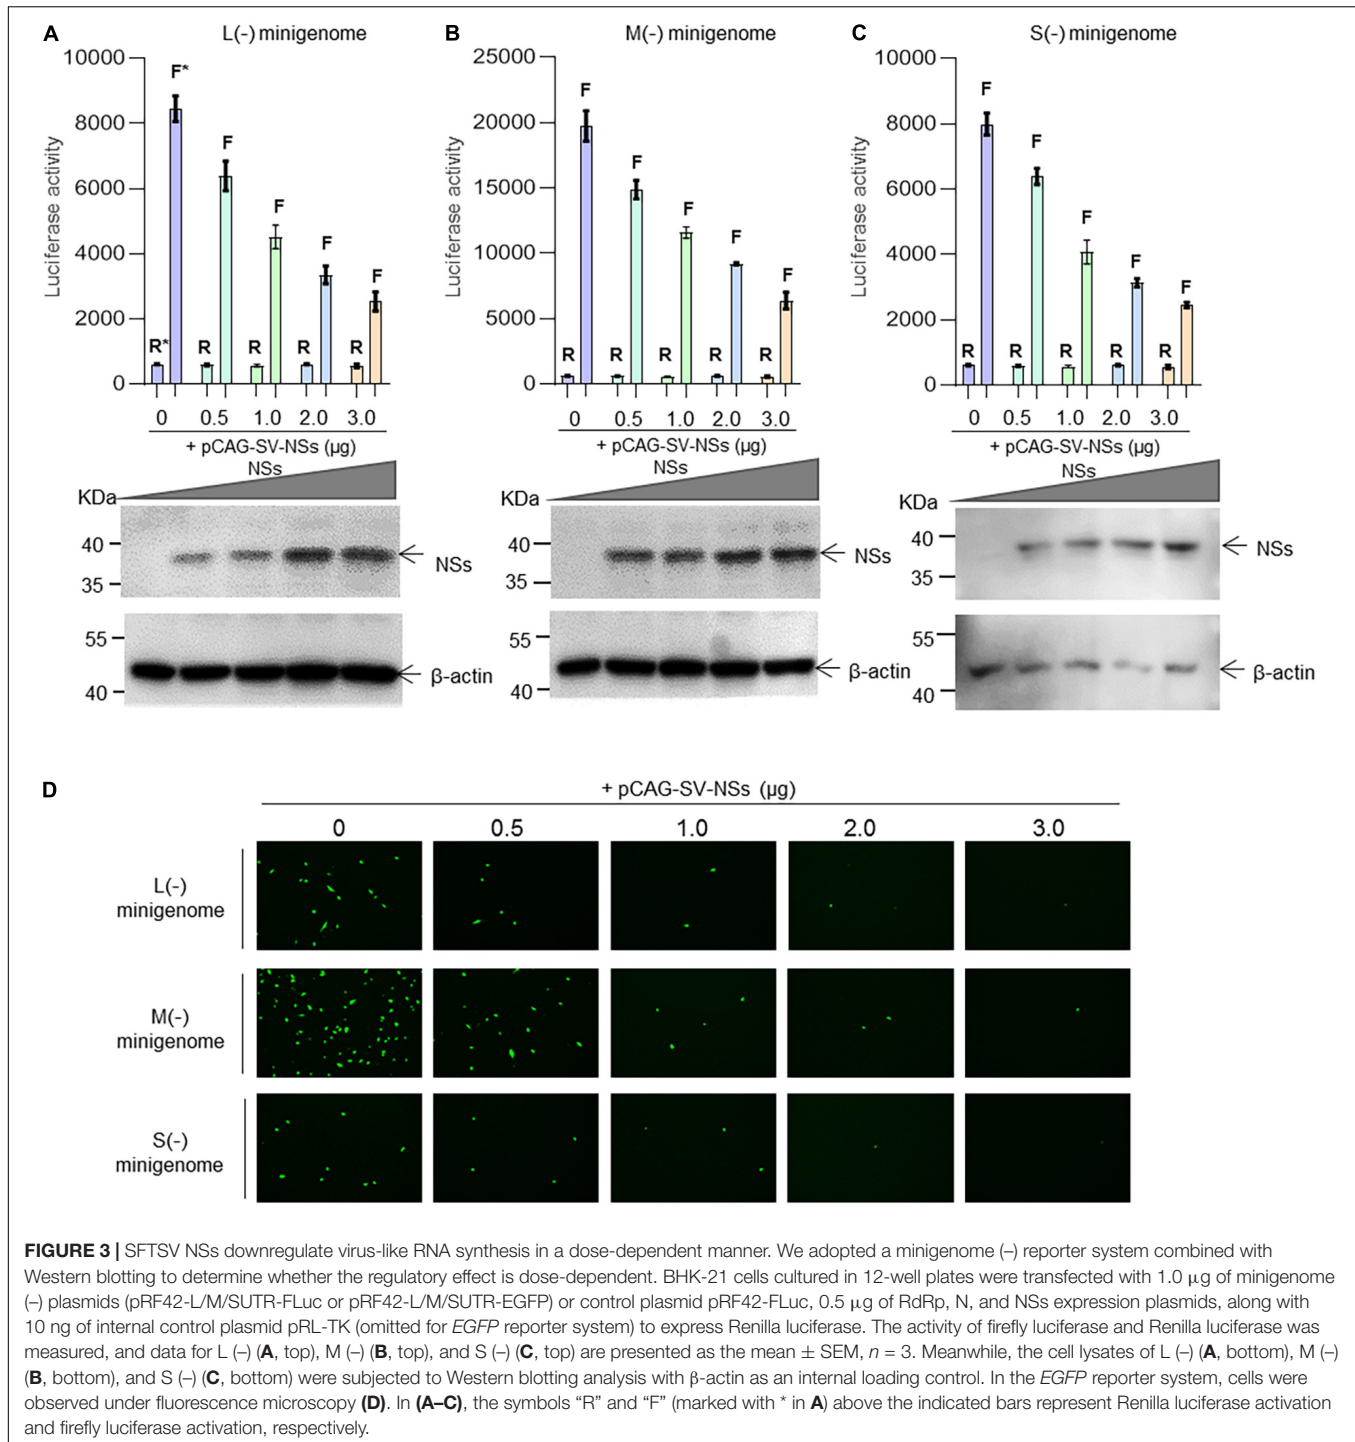 A
L(-) minigenome
10000
8000
6000
4000
2000
0
Luciferase activity
F*
F
F
F
F
R*
R
R
R
R
0 0.5 1.0 2.0 3.0
+ pCAG-SV-NSs (µg)
NSs
KDa
40
35
NSs
55
40
β-actin
B
M(-) minigenome
25000
20000
15000
10000
5000
0
Luciferase activity
F
F
F
F
F
R
R
R
R
R
0 0.5 1.0 2.0 3.0
+ pCAG-SV-NSs (µg)
NSs
KDa
40
35
NSs
55
40
β-actin
C
S(-) minigenome
10000
8000
6000
4000
2000
0
Luciferase activity
F
F
F
F
F
R
R
R
R
R
0 0.5 1.0 2.0 3.0
+ pCAG-SV-NSs (µg)
NSs
KDa
40
35
NSs
55
40
β-actin
D
+ pCAG-SV-NSs (µg)
0 0.5 1.0 2.0 3.0
L(-)
minigenome
M(-)
minigenome
S(-)
minigenome
FIGURE 3 | SFTSV NSs downregulate virus-like RNA synthesis in a dose-dependent manner. We adopted a minigenome (–) reporter system combined with
Western blotting to determine whether the regulatory effect is dose-dependent. BHK-21 cells cultured in 12-well plates were transfected with 1.0 µg of minigenome
(–) plasmids (pRF42-L/M/SUTR-FLuc or pRF42-L/M/SUTR-EGFP) or control plasmid pRF42-FLuc, 0.5 µg of RdRp, N, and NSs expression plasmids, along with
10 ng of internal control plasmid pRL-TK (omitted for EGFP reporter system) to express Renilla luciferase. The activity of firefly luciferase and Renilla luciferase was
measured, and data for L (–) (A, top), M (–) (B, top), and S (–) (C, top) are presented as the mean ± SEM, n = 3. Meanwhile, the cell lysates of L (–) (A, bottom), M (–)
(B, bottom), and S (–) (C, bottom) were subjected to Western blotting analysis with β-actin as an internal loading control. In the EGFP reporter system, cells were
observed under fluorescence microscopy (D). In (A–C), the symbols “R” and “F” (marked with * in A) above the indicated bars represent Renilla luciferase activation
and firefly luciferase activation, respectively.